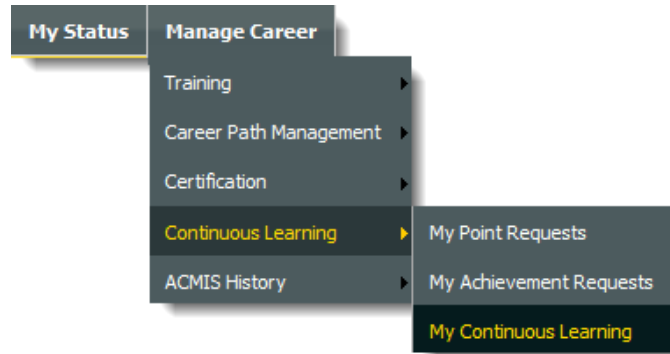 My Status
Manage Career
Training
Career Path Management
Certification
Continuous Learning
ACMIS History
My Point Requests
My Achievement Requests
My Continuous Learning